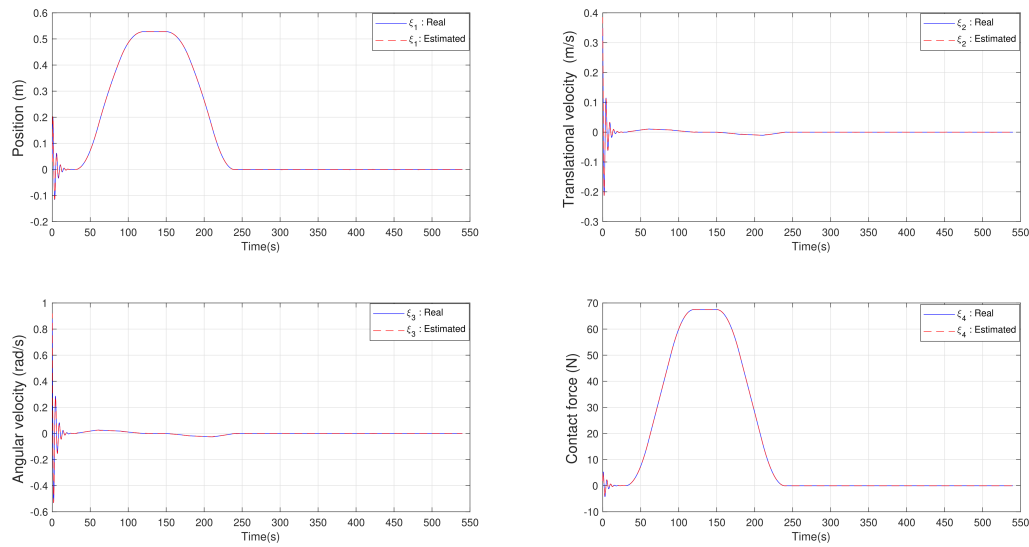 Position (m)
0.6
0.5
0.4
0.3
0.2
0.1
0
-0.1
-0.2
ξ1 : Real
ξ1: Estimated
0 50 100 150 200 250 300 350 400 450 500 550
Time(s)
Translational velocity (m/s)
0.4
0.3
0.2
0.1
0
-0.1
-0.2
-0.3
ξ2 : Real
ξ2 : Estimated
0 50 100 150 200 250 300 350 400 450 500 550
Time(s)
Angular velocity (rad/s)
1
0.8
0.6
0.4
0.2
0
-0.2
-0.4
-0.6
ξ3 : Real
ξ3 : Estimated
0 50 100 150 200 250 300 350 400 450 500 550
Time(s)
Contact force (N)
70
60
50
40
30
20
10
0
-10
ξ4 : Real
ξ4 : Estimated
0 50 100 150 200 250 300 350 400 450 500 550
Time(s)